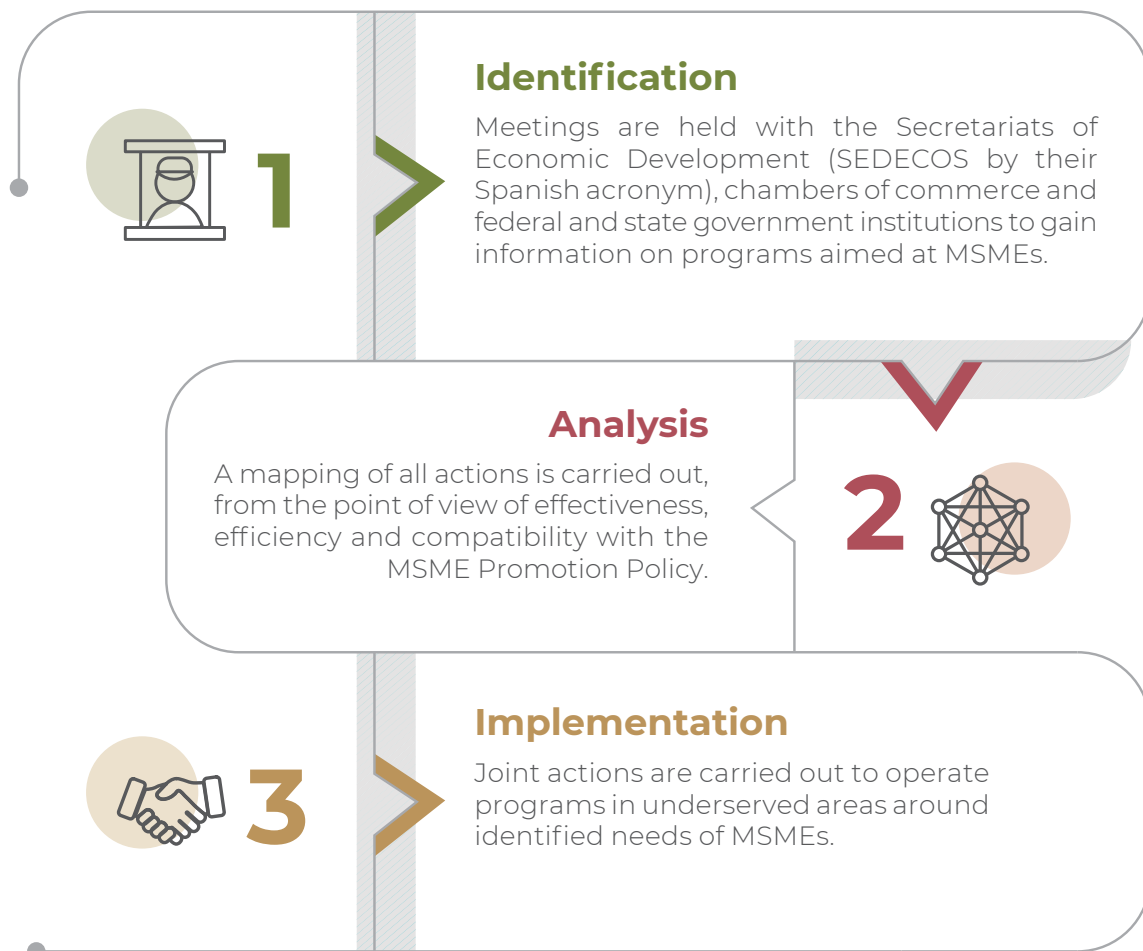 1
Identification
Meetings are held with the Secretariats of
Economic Development (SEDECOS by their
Spanish acronym), chambers of commerce and
federal and state government institutions to gain
information on programs aimed at MSMEs.
Analysis
A mapping of all actions is carried out,
from the point of view of effectiveness,
efficiency and compatibility with the
MSME Promotion Policy.
2
3
Implementation
Joint actions are carried out to operate
programs in underserved areas around
identified needs of MSMEs.